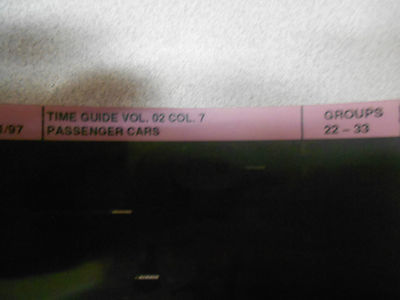 TIME GUIDE VOL. 02 COL. 7
PASSENGER CARS
GROUPS
22 - 33
/97